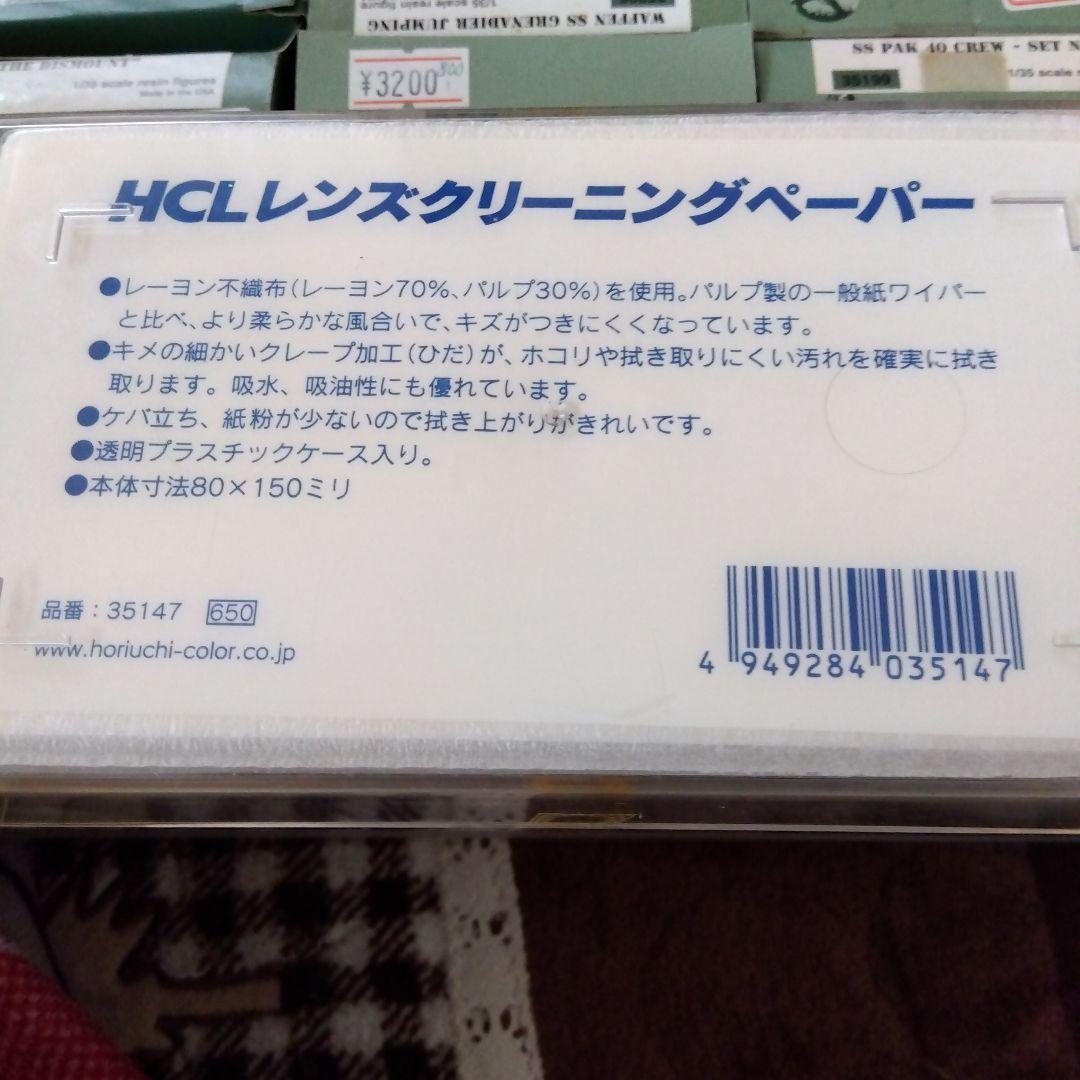 WAFFEN SS GRENADIER JUMPING
1/35 scale resin figure
THE DISMOUNT"
1/35 scale resin figures
Made in the USA
¥3200
800
SS PAK 40 CREW - SET N
35199
1/35 scale
HCLレンズクリーニングペーパー
●レーヨン不織布(レーヨン70%、パルプ30%)を使用。パルプ製の一般紙ワイパー
と比べ、より柔らかな風合いで、キズがつきにくくなっています。
●キメの細かいクレープ加工(ひだ)が、ホコリや拭き取りにくい汚れを確実に拭き
取ります。吸水、吸油性にも優れています。
●ケバ立ち、紙粉が少ないので拭き上がりがきれいです。
●透明プラスチックケース入り。
●本体寸法80×150ミリ
品番：35147 650
www.horiuchi-color.co.jp
4 949284 035147